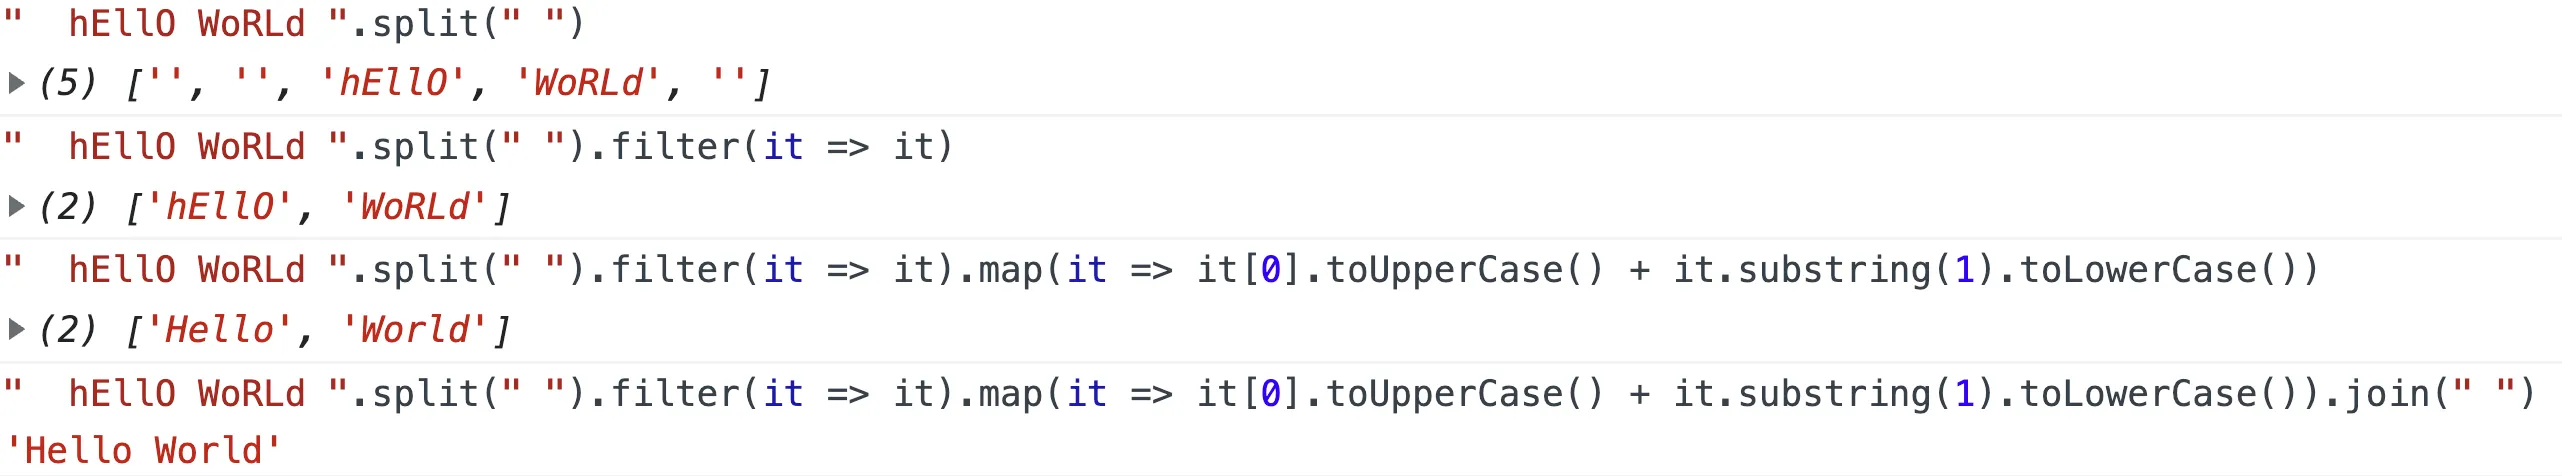 "  hEllO WoRLd ".split(" ")
(5) ['', '', 'hEllO', 'WoRLd', '']
"  hEllO WoRLd ".split(" ").filter(it => it)
(2) ['hEllO', 'WoRLd']
"  hEllO WoRLd ".split(" ").filter(it => it).map(it => it[0].toUpperCase() + it.substring(1).toLowerCase())
(2) ['Hello', 'World']
"  hEllO WoRLd ".split(" ").filter(it => it).map(it => it[0].toUpperCase() + it.substring(1).toLowerCase()).join(" ")
'Hello World'